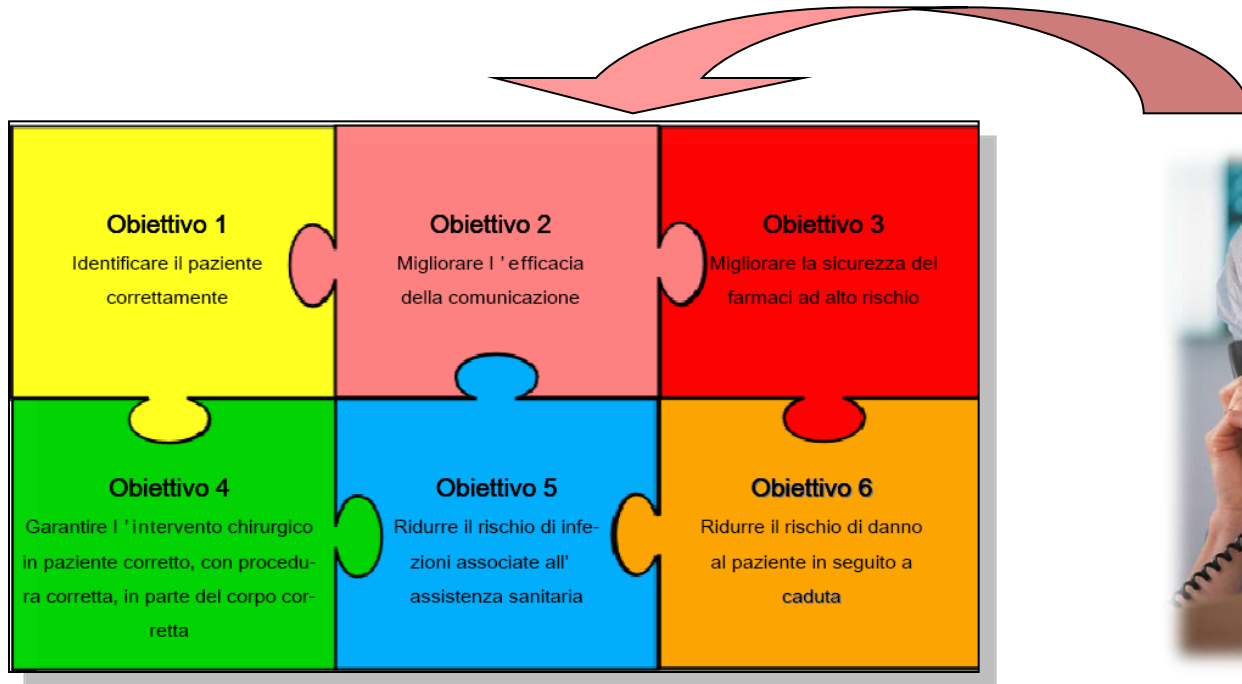 Obiettivo 1
Identificare il paziente
correttamente
Obiettivo 2
Migliorare l 'efficacia
della comunicazione
Obiettivo 3
Migliorare la sicurezza dei
farmaci ad alto rischio
Obiettivo 4
Garantire l 'intervento chirurgico
in paziente corretto, con procedu-
ra corretta, in parte del corpo cor-
retta
Obiettivo 5
Ridurre il rischio di infe-
zioni associate all'
assistenza sanitaria
Obiettivo 6
Ridurre il rischio di danno
al paziente in seguito a
caduta